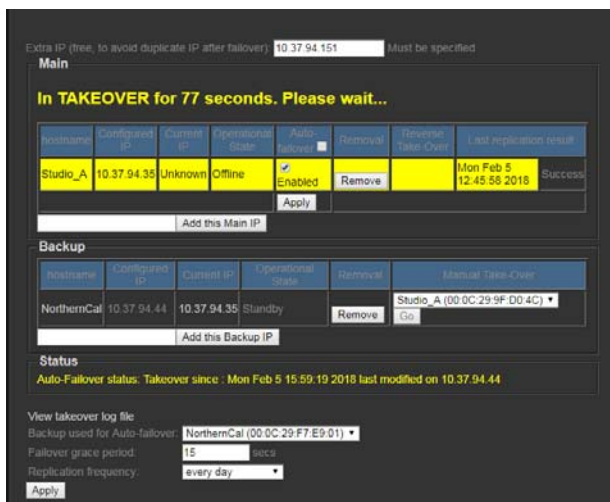 Extra IP (free, to avoid duplicate IP after failover) 10.37.94.151 Must be specified
Main
In TAKEOVER for 77 seconds. Please wait...
hostname Configured IP Current IP Operational State Auto-failover Removal Reverse Take-Over Last replication result
Studio_A 10.37.94.35 Unknown Offline Enabled Remove Mon Feb 5 12:45:58 2018 Success
Apply
Add this Main IP
Backup
hostname Configured IP Current IP Operational State Removal Manual Take-Over
NorthernCal 10.37.94.44 10.37.94.35 Standby Remove Studio_A (00:0C:29:9F:D0:4C) Go
Add this Backup IP
Status
Auto-Failover status: Takeover since : Mon Feb 5 15:59:19 2018 last modified on 10.37.94.44
View takeover log file
Backup used for Auto-failover: NorthernCal (00:0C:29:F7:E9:01)
Failover grace period: 15 secs
Replication frequency: every day
Apply